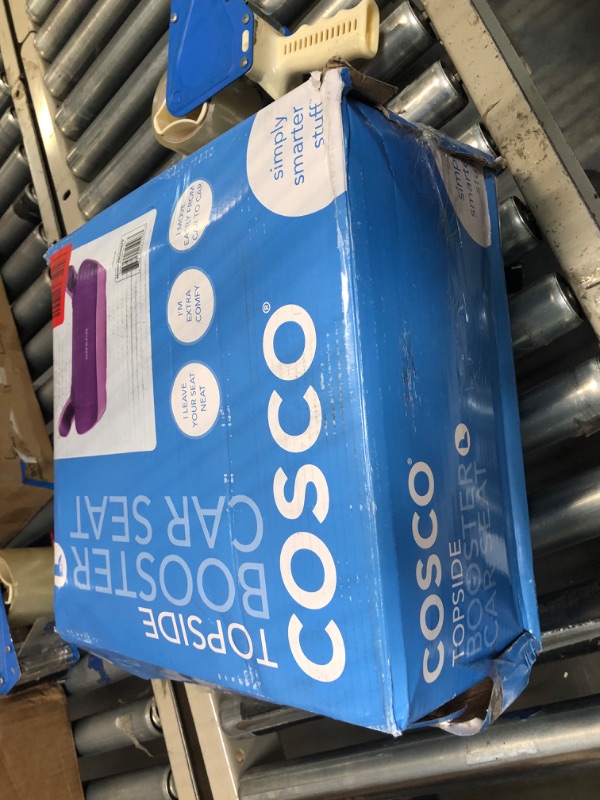 simply
smarter
stuff
I MOVE
EASILY FROM
CAR TO CAR
I'M
EXTRA
COMFY
I LEAVE
YOUR SEAT
NEAT
COSCO®
TOPSIDE
BOOSTER
CAR SEAT
simply
smarter
COSCO®
TOPSIDE
BOOSTER
CAR SEAT